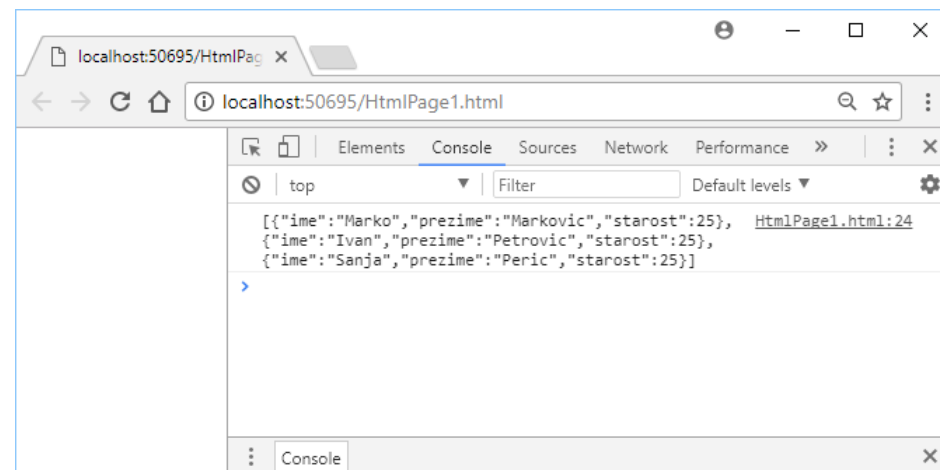 localhost:50695/HtmlPag
localhost:50695/HtmlPage1.html
Elements Console Sources Network Performance »
top Filter Default levels
[{"ime":"Marko","prezime":"Markovic","starost":25}, HtmlPage1.html:24
{"ime":"Ivan","prezime":"Petrovic","starost":25},
{"ime":"Sanja","prezime":"Peric","starost":25}]
Console